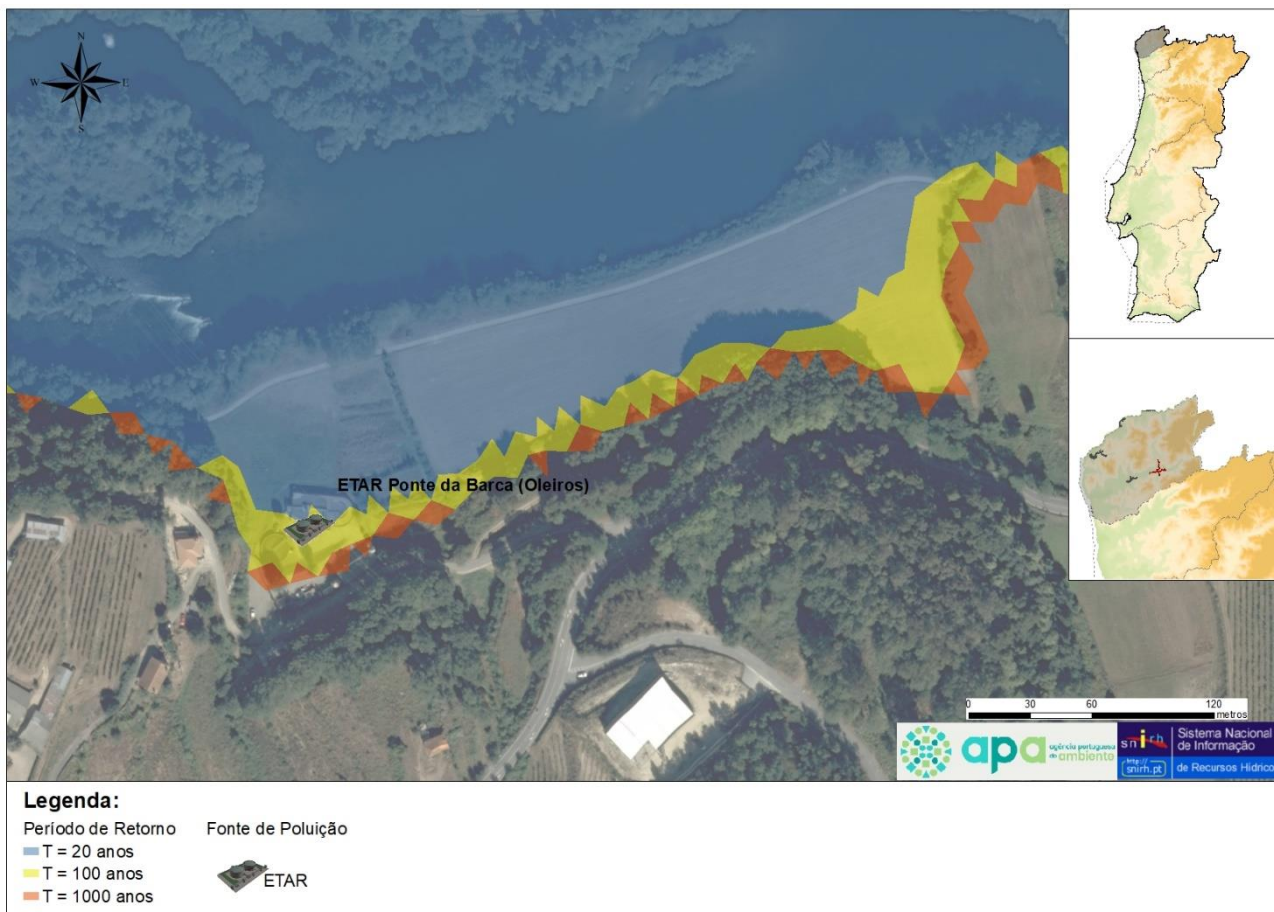 N
W E
S
ETAR Ponte da Barca (Oleiros)
0 30 60 120
metros
apa agência portuguesa
do ambiente
snirh
http://
snirh.pt
Sistema Nacional
de Informação
de Recursos Hídrico
Legenda:
Período de Retorno Fonte de Poluição
T = 20 anos
T = 100 anos
T = 1000 anos
ETAR